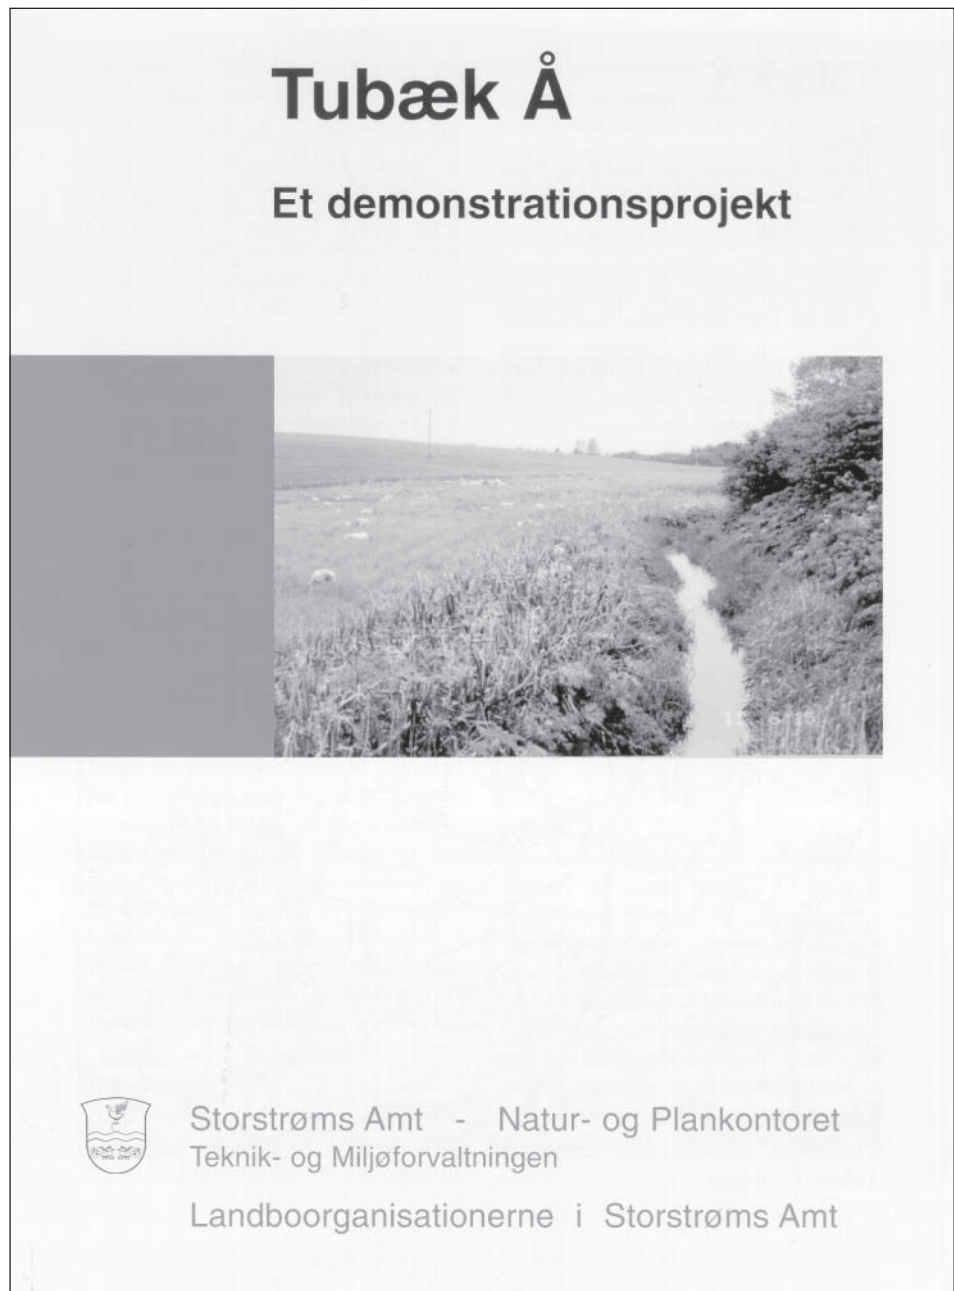 Tubæk Å
Et demonstrationsprojekt
Storstrøms Amt - Natur- og Plankontoret
Teknik- og Miljøforvaltningen
Landboorganisationerne i Storstrøms Amt